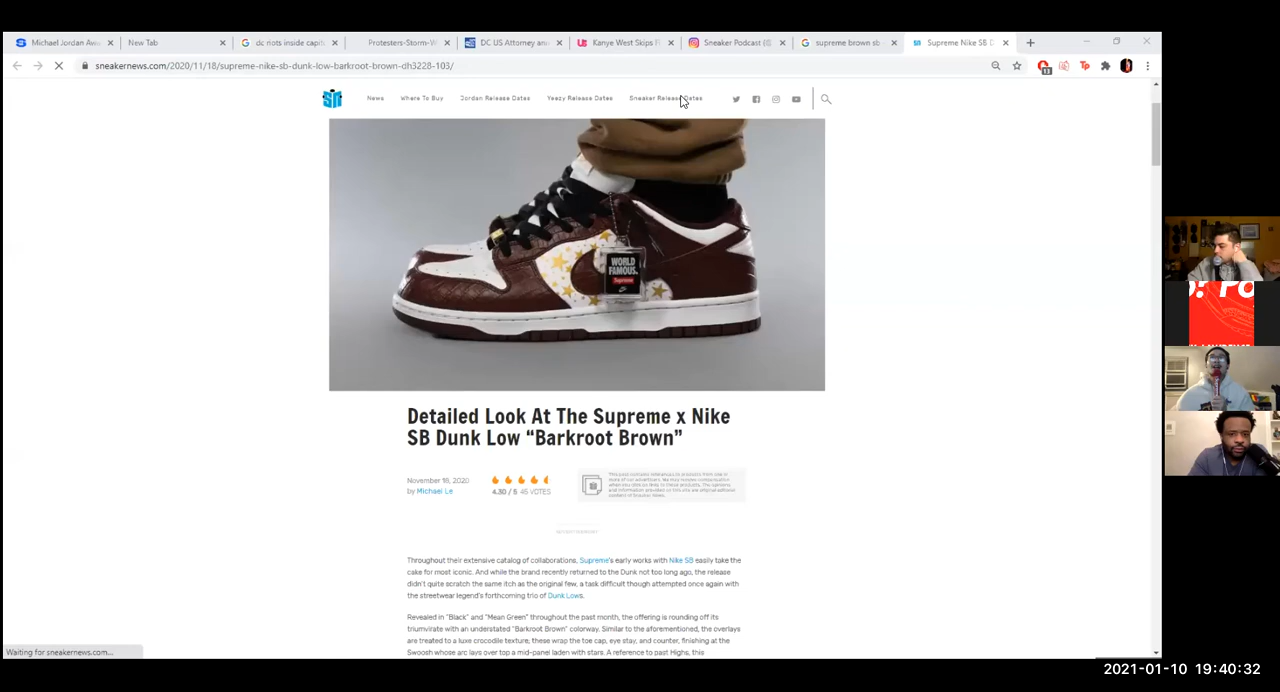 Michael Jordan Awa
New Tab
dc riots inside capit
Protesters-Storm-W
DC US Attorney an
Kanye West Skips F
Sneaker Podcast (@
supreme brown sb
Supreme Nike SB D
sneakernews.com/2020/11/18/supreme-nike-sb-dunk-low-barkroot-brown-dh3228-103/
13
Tp
News
Where To Buy
Jordan Release Dates
Yeezy Release Dates
Sneaker Release Dates
WORLD
FAMOUS.
Supreme
Detailed Look At The Supreme x Nike
SB Dunk Low “Barkroot Brown”
November 18, 2020
by Michael Le
4.30 / 5 45 VOTES
ADVERTISEMENT
Throughout their extensive catalog of collaborations, Supreme's early works with Nike SB easily take the
cake for most iconic. And while the brand recently returned to the Dunk not too long ago, the release
didn't quite scratch the same itch as the original few, a task difficult though attempted once again with
the streetwear legend's forthcoming trio of Dunk Lows.
Revealed in “Black” and “Mean Green” throughout the past month, the offering is rounding off its
triumvirate with an understated “Barkroot Brown” colorway. Similar to the aforementioned, the overlays
are treated to a luxe crocodile texture; these wrap the toe cap, eye stay, and counter, finishing at the
Swoosh whose arc lays over top a mid-panel laden with stars. A reference to past Highs, this
Waiting for sneakernews.com...
2021-01-10 19:40:32